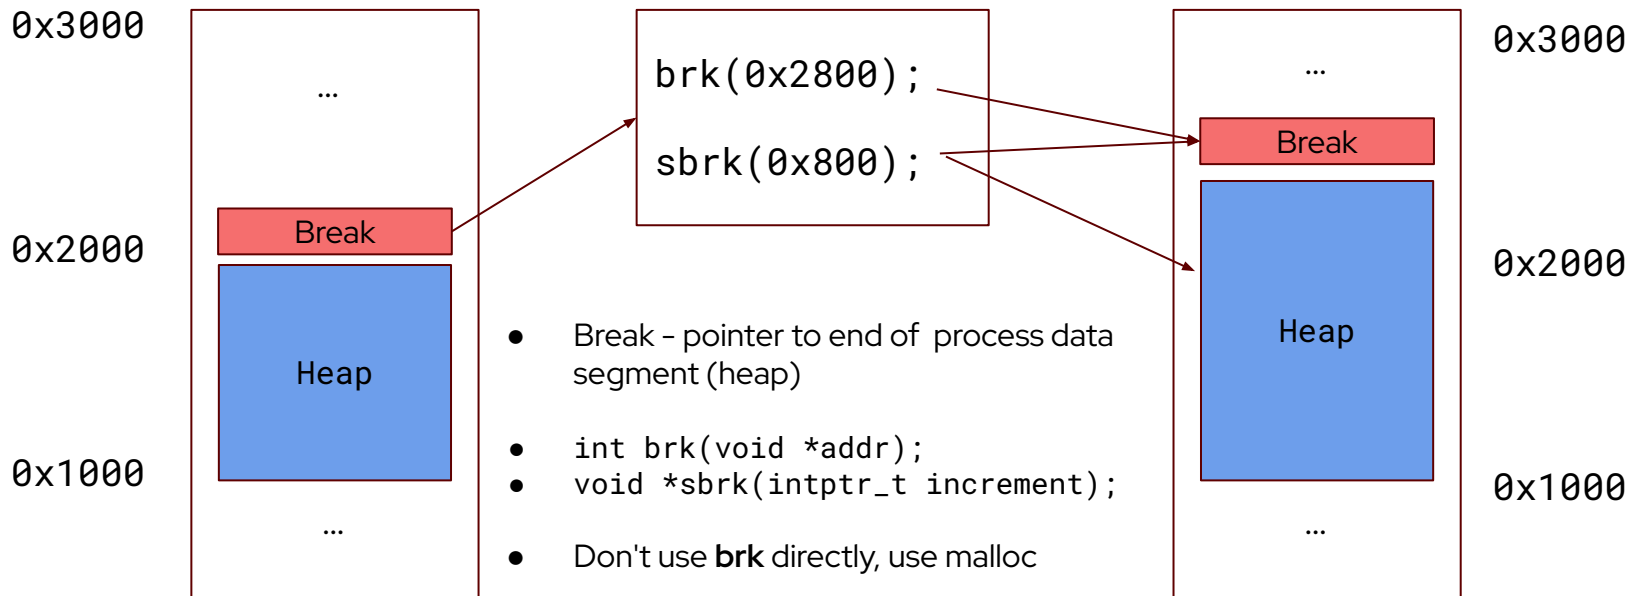 0x3000
…
Break
0x2000
Heap
0x1000
…
brk(0x2800);
sbrk(0x800);
● Break - pointer to end of process data
segment (heap)
● int brk(void *addr);
● void *sbrk(intptr_t increment);
● Don't use brk directly, use malloc
0x3000
…
Break
0x2000
Heap
0x1000
…